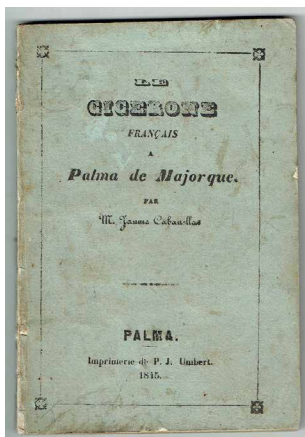 LE
CICERONE
FRANÇAIS
A
Palma de Majorque.
PAR
M. Jaume Cabanellas
PALMA.
Imprimerie de P. J. Umbert.
1845.